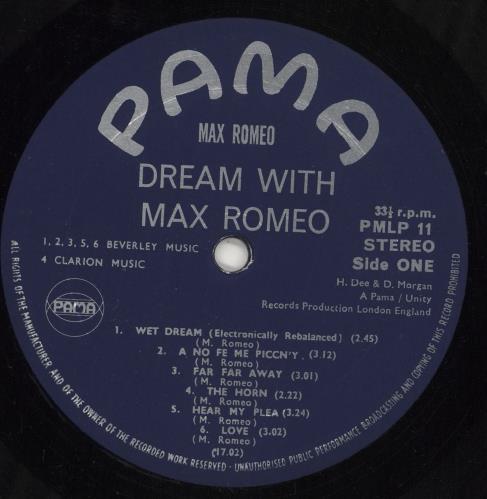 PAMA
MAX ROMEO
DREAM WITH
MAX ROMEO
1, 2, 3, 5, 6 BEVERLEY MUSIC
4 CLARION MUSIC
33⅓ r.p.m.
PMLP 11
STEREO
Side ONE
H. Dee & D. Morgan
A Pama / Unity
Records Production London England
PAMA
1. WET DREAM (Electronically Rebalanced) (2.45)
(M. Romeo)
2. A NO FE ME PICCN'Y . (3.12)
(M. Romeo)
3. FAR FAR AWAY (3.01)
(M. Romeo)
4. THE HORN (2.22)
(M. Romeo)
5. HEAR MY PLEA (3.24)
(M. Romeo)
6. LOVE (3.02)
(M. Romeo)
(17.02)
ALL RIGHTS OF THE MANUFACTURER AND OF THE OWNER OF THE RECORDED WORK RESERVED - UNAUTHORISED PUBLIC PERFORMANCE BROADCASTING AND COPYING OF THIS RECORD PROHIBITED